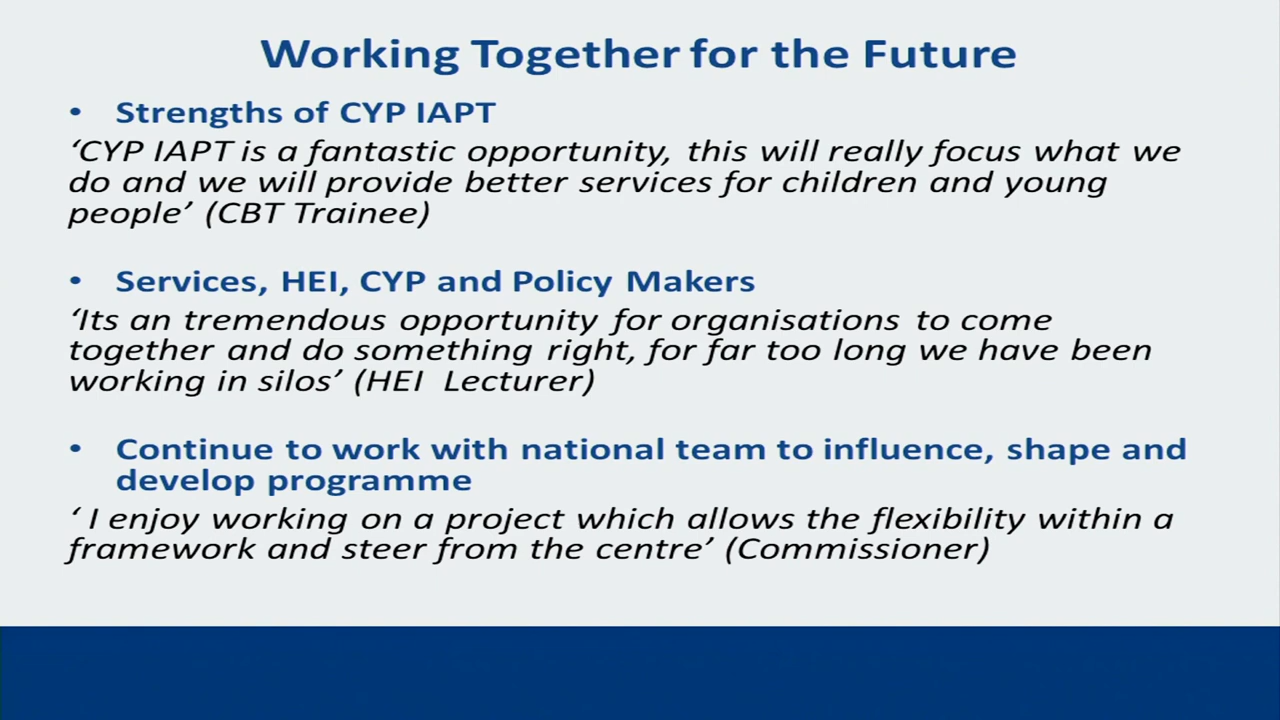 Working Together for the Future
• Strengths of CYP IAPT
‘CYP IAPT is a fantastic opportunity, this will really focus what we
do and we will provide better services for children and young
people’ (CBT Trainee)
• Services, HEI, CYP and Policy Makers
‘Its an tremendous opportunity for organisations to come
together and do something right, for far too long we have been
working in silos’ (HEI Lecturer)
• Continue to work with national team to influence, shape and
develop programme
‘ I enjoy working on a project which allows the flexibility within a
framework and steer from the centre’ (Commissioner)